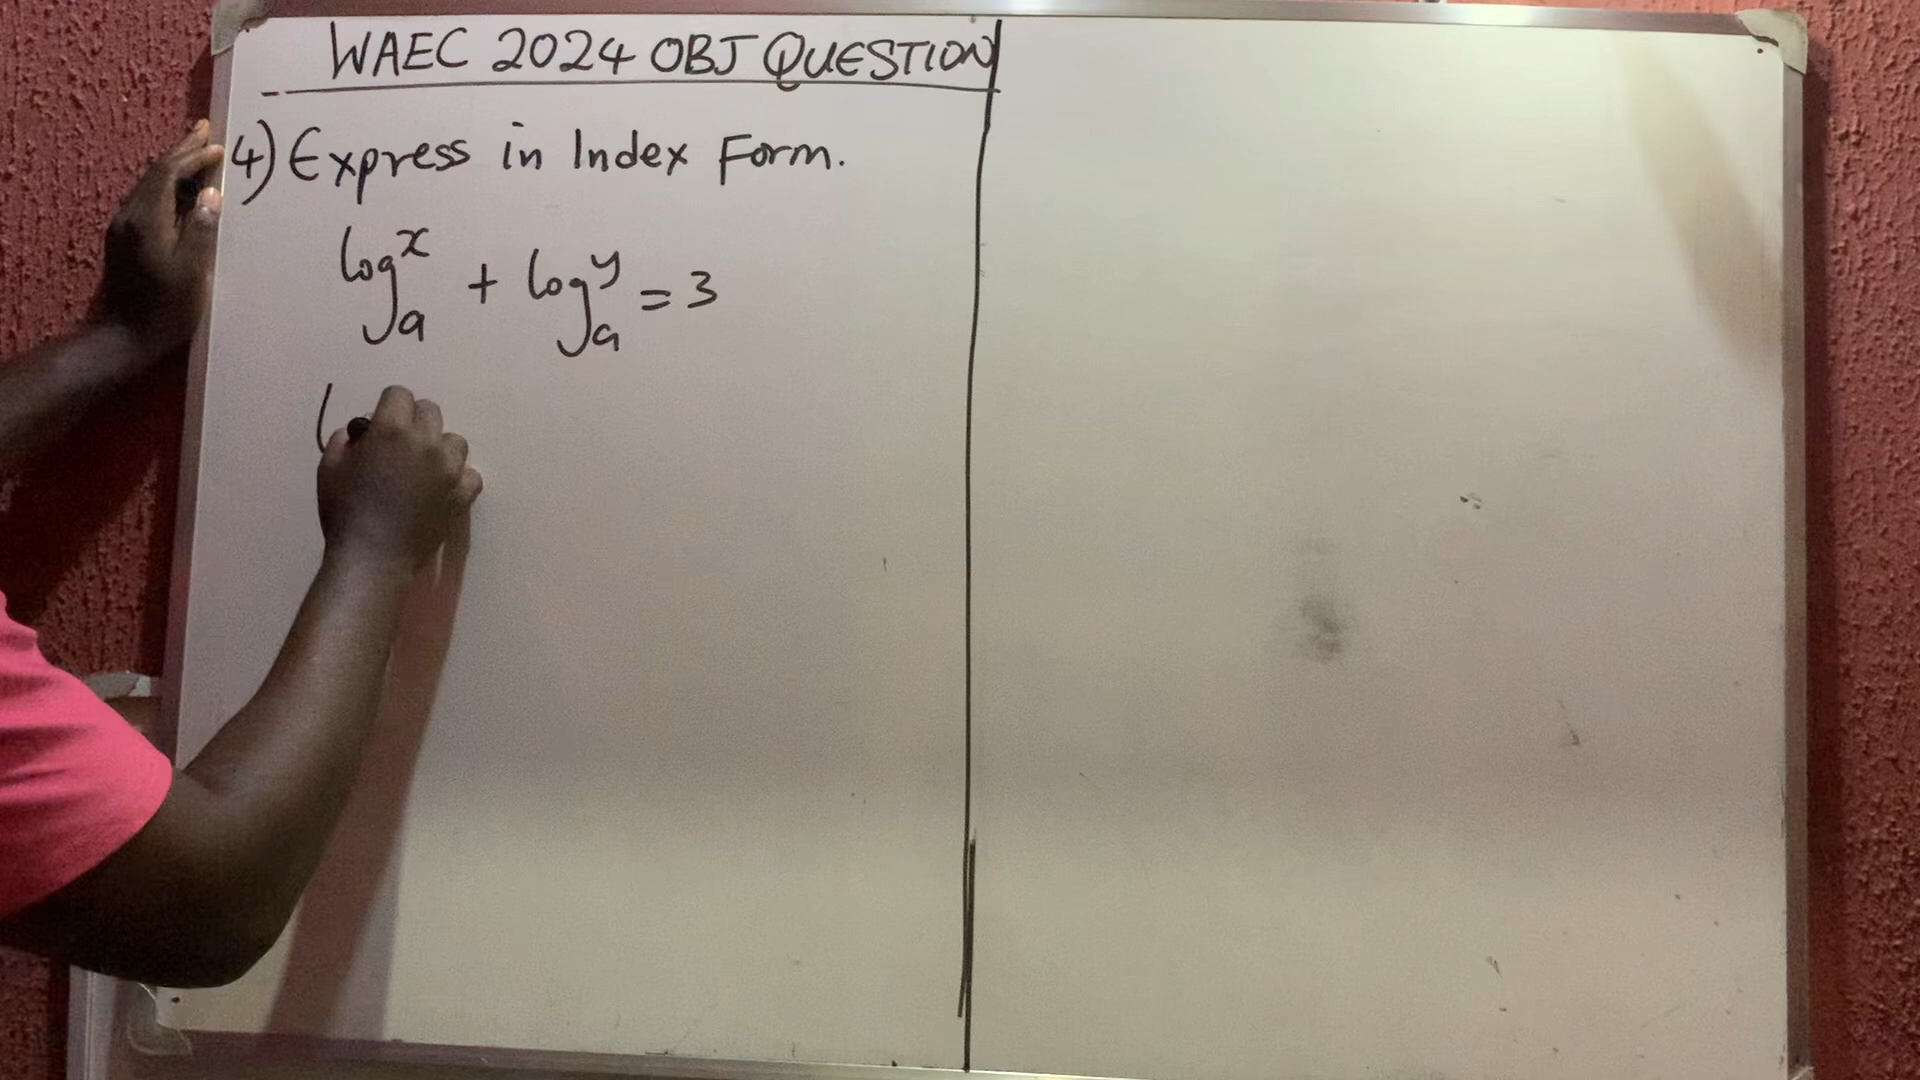 WAEC 2024 OBJ QUESTION
4) Express in Index Form.
log_a^x + log_a^y = 3